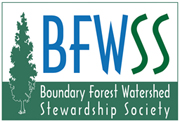 BFWSS
Boundary Forest Watershed
Stewardship Society